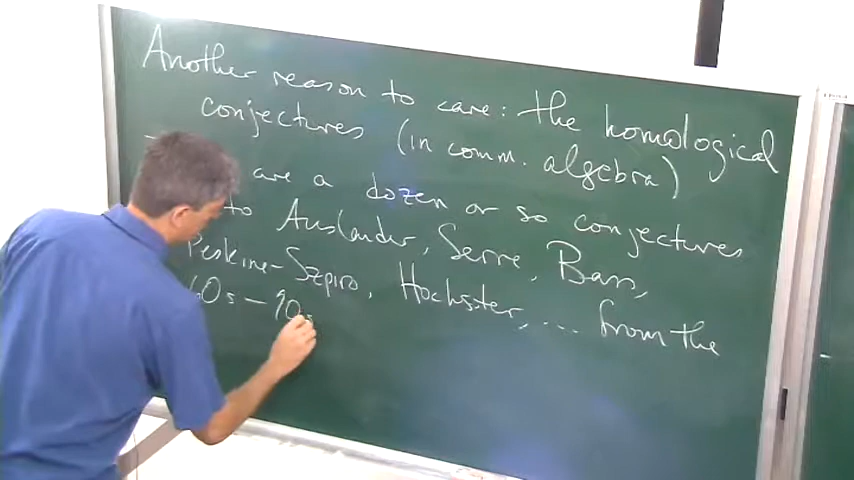 Another reason to care: the homological
conjectures (in comm. algebra)
are a dozen or so conjectures
to Auslander, Serre, Bass,
Peskine-Szpiro, Hochster, ... from the
60s - 90s